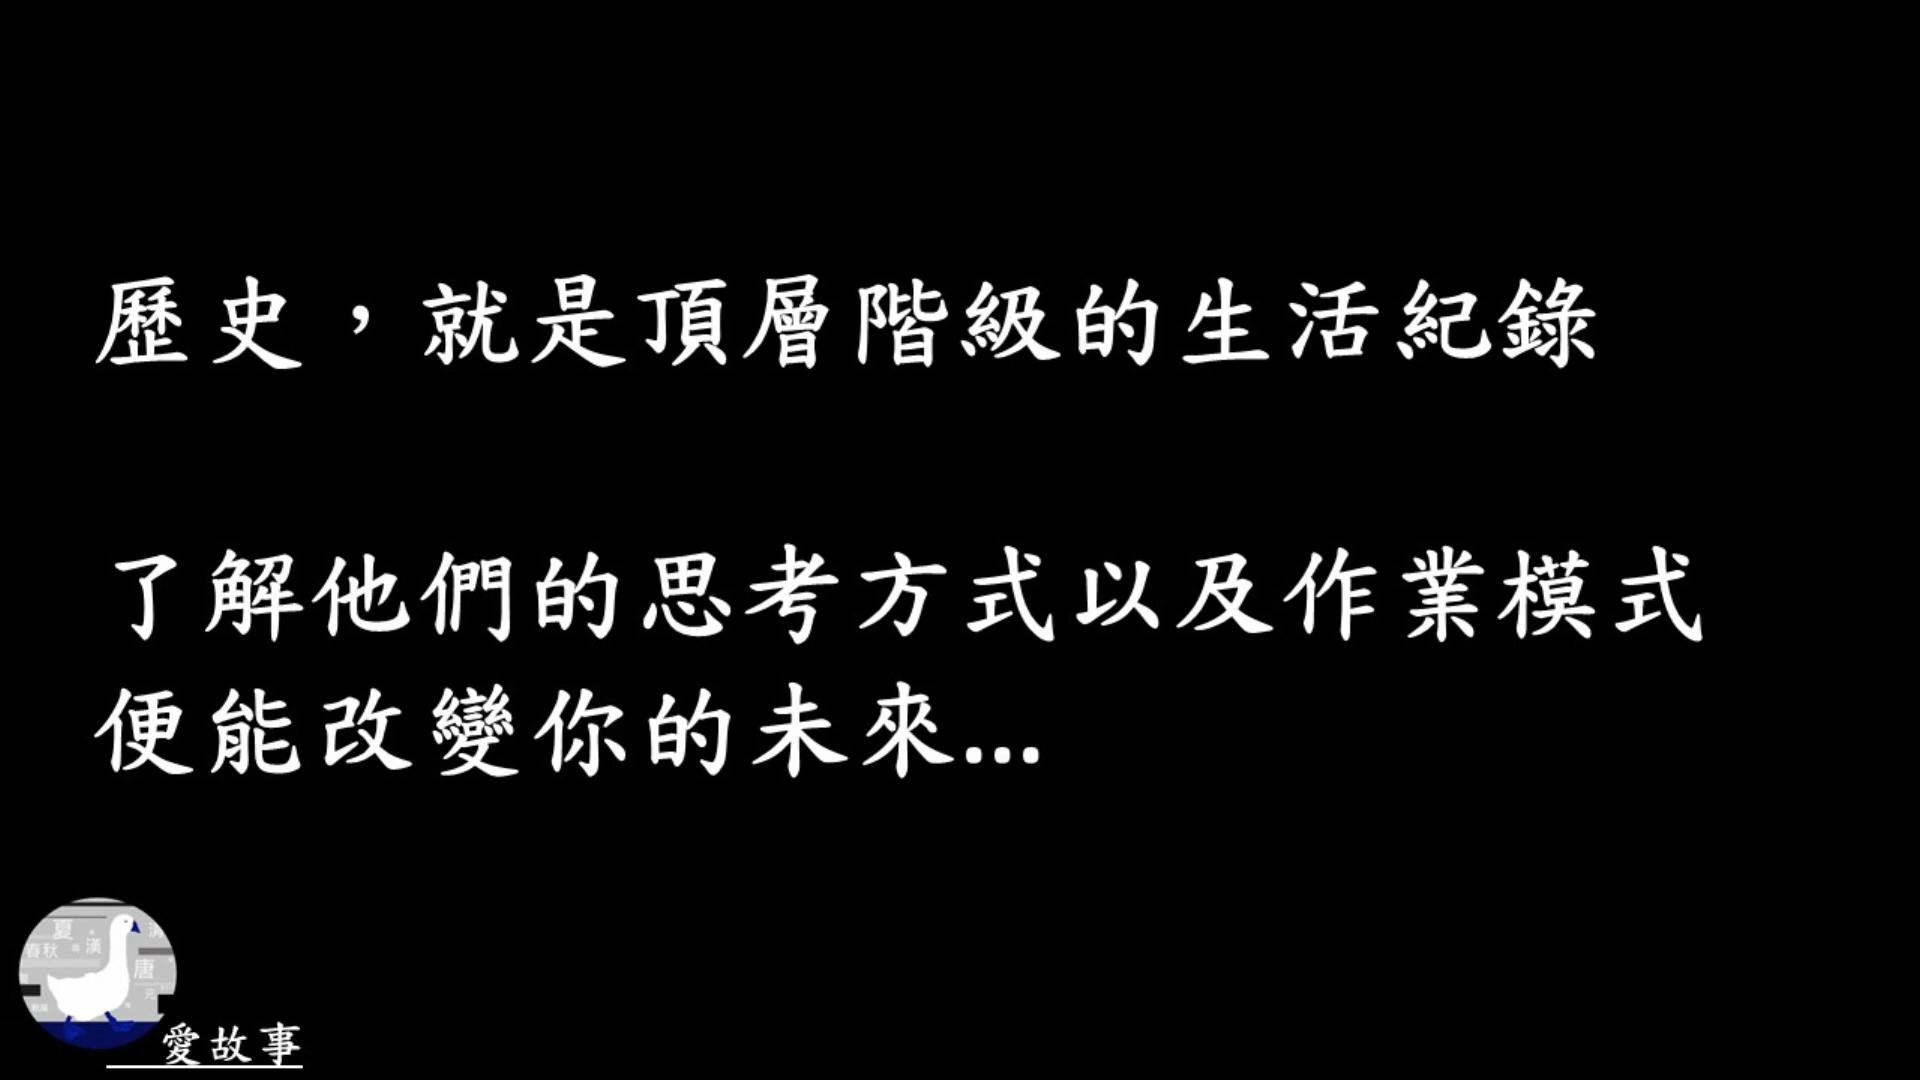 歷史，就是頂層階級的生活紀錄
了解他們的思考方式以及作業模式
便能改變你的未來...
夏
春秋
漢
唐
元
愛故事